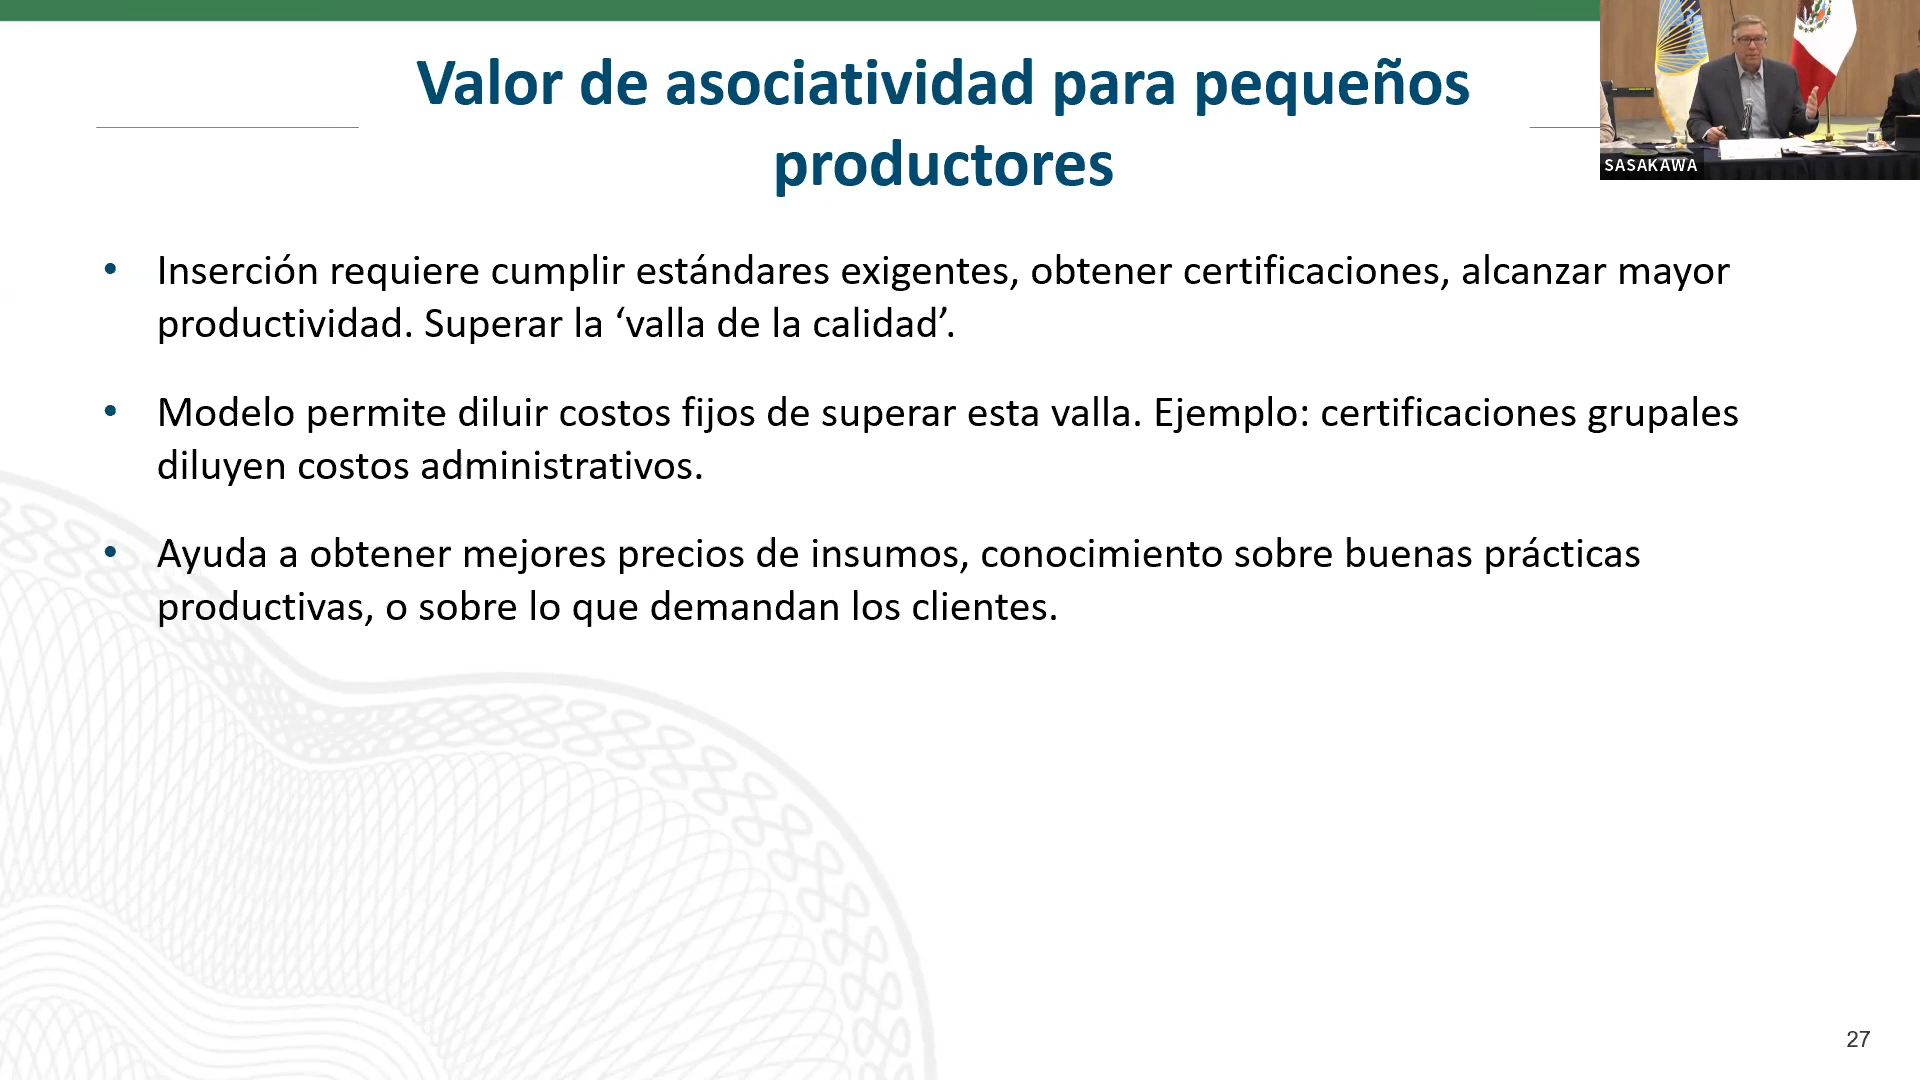 Valor de asociatividad para pequeños
productores
SASAKAWA
• Inserción requiere cumplir estándares exigentes, obtener certificaciones, alcanzar mayor
productividad. Superar la ‘valla de la calidad’.
• Modelo permite diluir costos fijos de superar esta valla. Ejemplo: certificaciones grupales
diluyen costos administrativos.
• Ayuda a obtener mejores precios de insumos, conocimiento sobre buenas prácticas
productivas, o sobre lo que demandan los clientes.
27